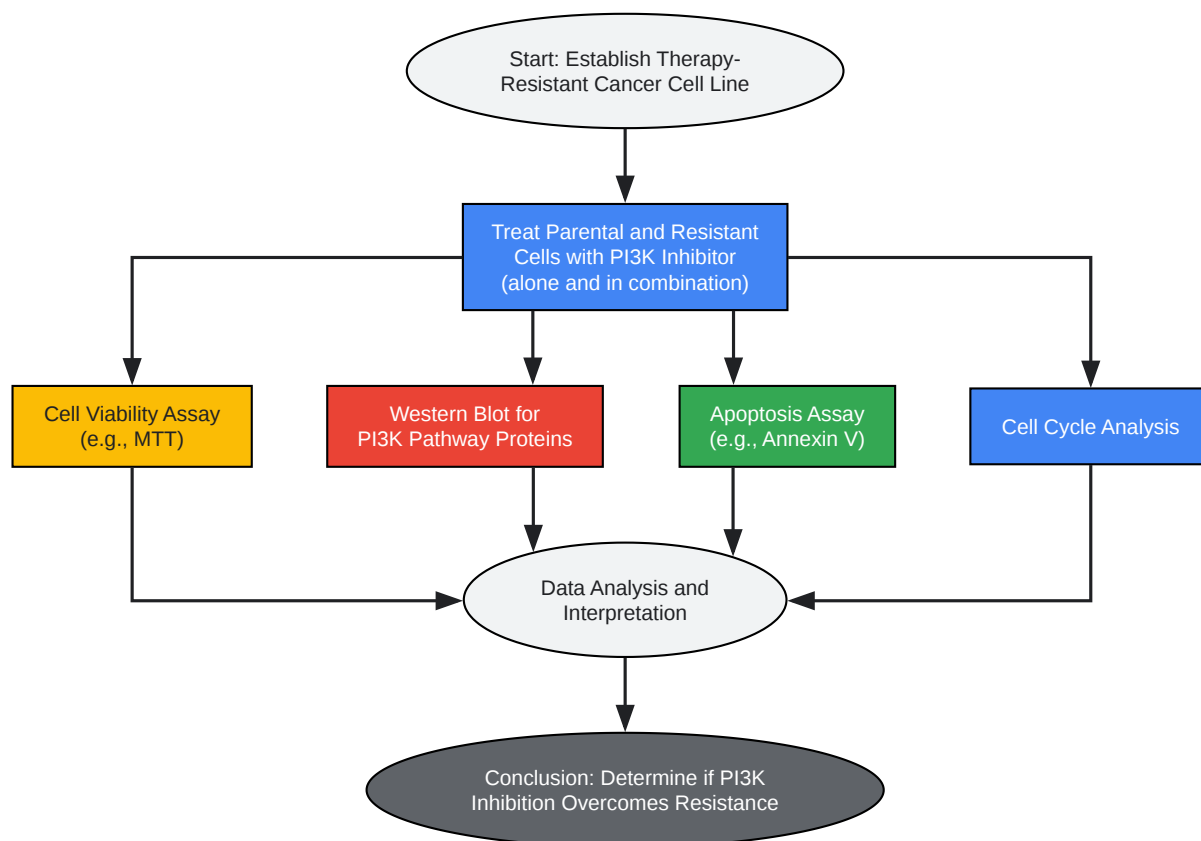 Start: Establish Therapy-
Resistant Cancer Cell Line
Treat Parental and Resistant
Cells with PI3K Inhibitor
(alone and in combination)
Cell Viability Assay
(e.g., MTT)
Western Blot for
PI3K Pathway Proteins
Apoptosis Assay
(e.g., Annexin V)
Cell Cycle Analysis
Data Analysis and
Interpretation
Conclusion: Determine if PI3K
Inhibition Overcomes Resistance